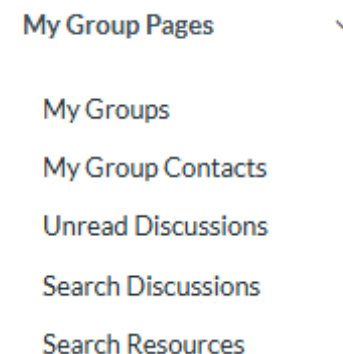 My Group Pages
My Groups
My Group Contacts
Unread Discussions
Search Discussions
Search Resources